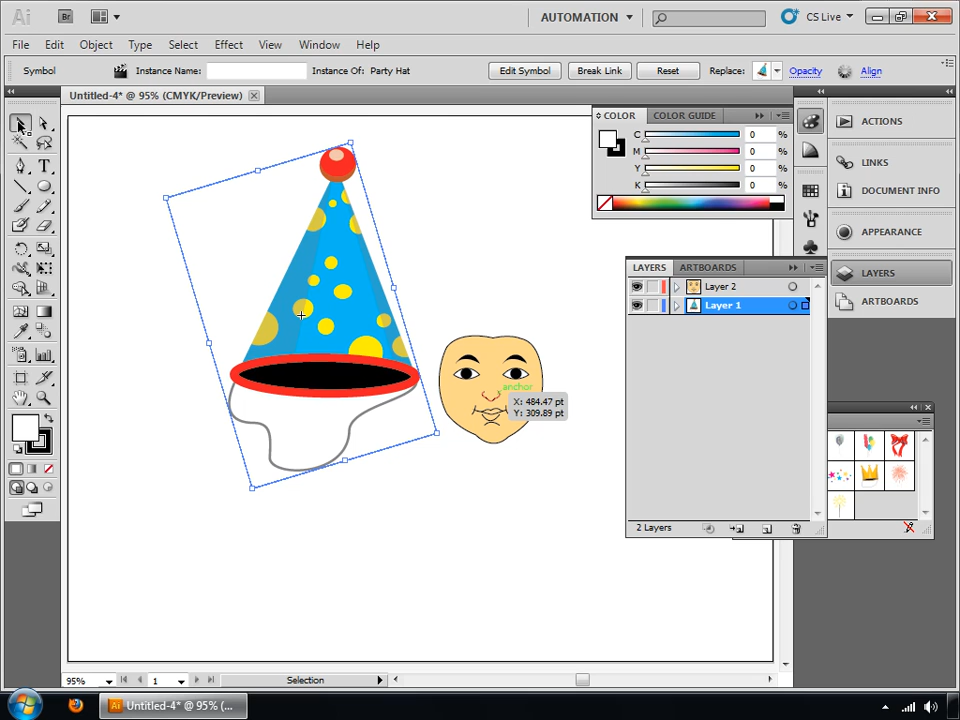 Ai
Br
AUTOMATION
CS Live
File Edit Object Type Select Effect View Window Help
Symbol
Instance Name:
Instance Of: Party Hat
Edit Symbol
Break Link
Reset
Replace:
Opacity
Align
Untitled-4* @ 95% (CMYK/Preview)
COLOR
COLOR GUIDE
C 0 %
M 0 %
Y 0 %
K 0 %
ACTIONS
LINKS
DOCUMENT INFO
APPEARANCE
LAYERS
ARTBOARDS
LAYERS ARTBOARDS
Layer 2
Layer 1
2 Layers
anchor
X: 484.47 pt
Y: 309.89 pt
T
95%
1
Selection
Ai Untitled-4* @ 95% (...